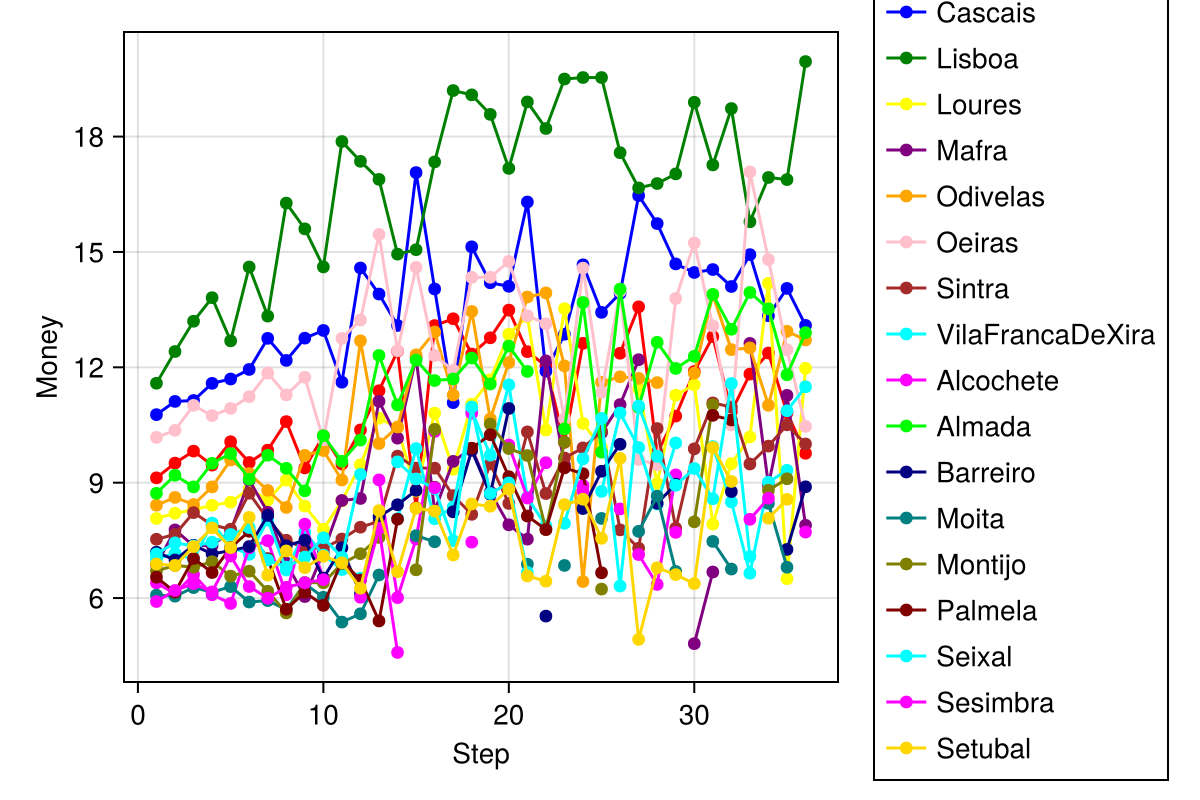 18
15
12
9
6
Money
0 10 20 30
Step
Cascais
Lisboa
Loures
Mafra
Odivelas
Oeiras
Sintra
VilaFrancaDeXira
Alcochete
Almada
Barreiro
Moita
Montijo
Palmela
Seixal
Sesimbra
Setubal